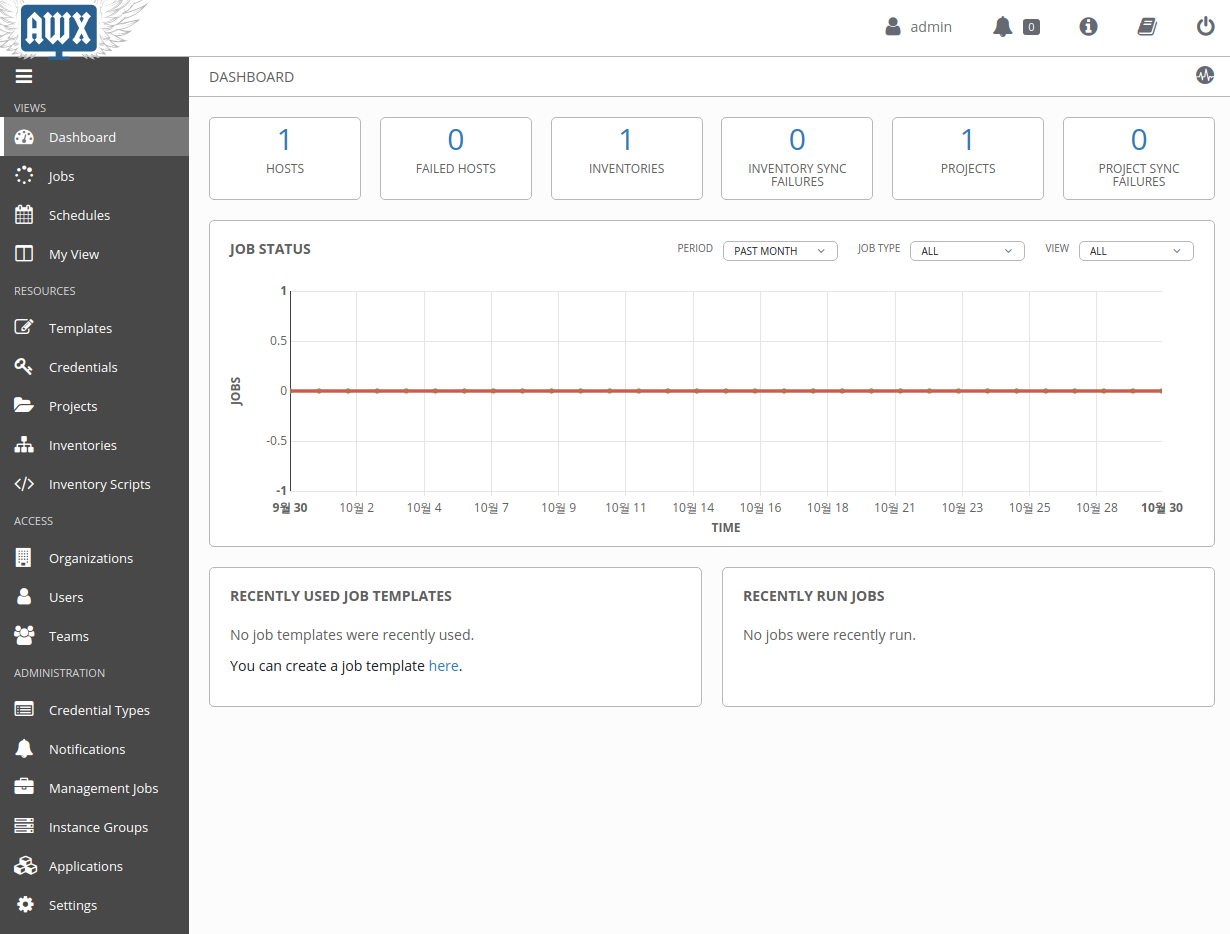 AWX
admin
0
DASHBOARD
VIEWS
Dashboard
Jobs
Schedules
My View
RESOURCES
Templates
Credentials
Projects
Inventories
Inventory Scripts
ACCESS
Organizations
Users
Teams
ADMINISTRATION
Credential Types
Notifications
Management Jobs
Instance Groups
Applications
Settings
1
HOSTS
0
FAILED HOSTS
1
INVENTORIES
0
INVENTORY SYNC
FAILURES
1
PROJECTS
0
PROJECT SYNC
FAILURES
JOB STATUS
PERIOD PAST MONTH JOB TYPE ALL VIEW ALL
1
0.5
0
-0.5
-1
JOBS
9월 30 10월 2 10월 4 10월 7 10월 9 10월 11 10월 14 10월 16 10월 18 10월 21 10월 23 10월 25 10월 28 10월 30
TIME
RECENTLY USED JOB TEMPLATES
No job templates were recently used.
You can create a job template here.
RECENTLY RUN JOBS
No jobs were recently run.